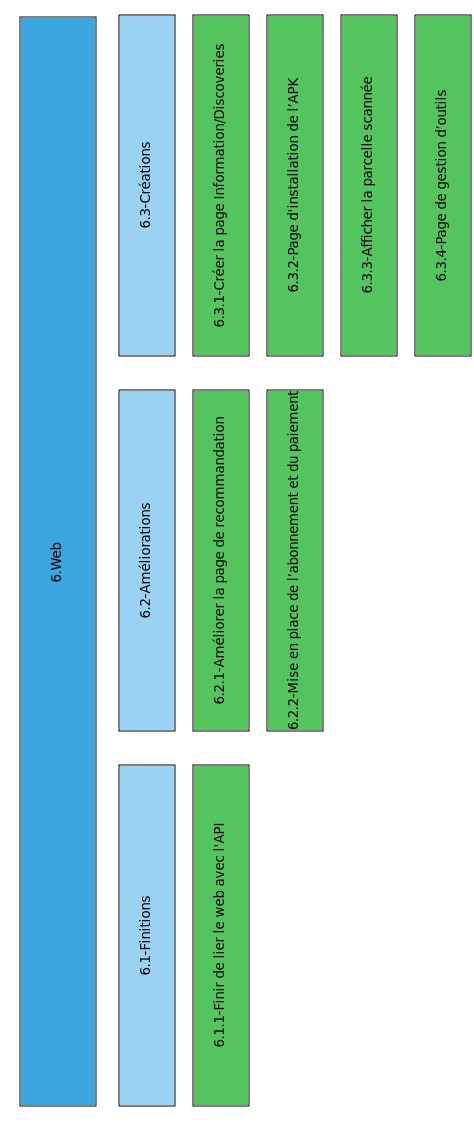 6.Web
6.1-Finitions
6.1.1-Finir de lier le web avec l'API
6.2-Améliorations
6.2.1-Améliorer la page de recommandation
6.2.2-Mise en place de l’abonnement et du paiement
6.3-Créations
6.3.1-Créer la page Information/Discoveries
6.3.2-Page d'installation de l’APK
6.3.3-Afficher la parcelle scannée
6.3.4-Page de gestion d’outils